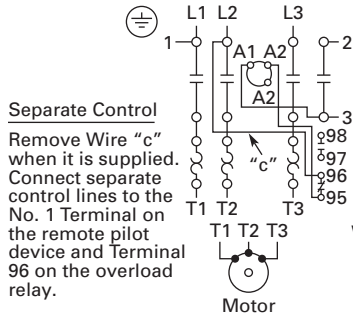 L1 L2 L3
1 2
A1 A2
A2
3
98
"c" 97
96
95
T1 T2 T3
T1 T2 T3
Motor
Separate Control
Remove Wire "c"
when it is supplied.
Connect separate
control lines to the
No. 1 Terminal on
the remote pilot
device and Terminal
96 on the overload
relay.